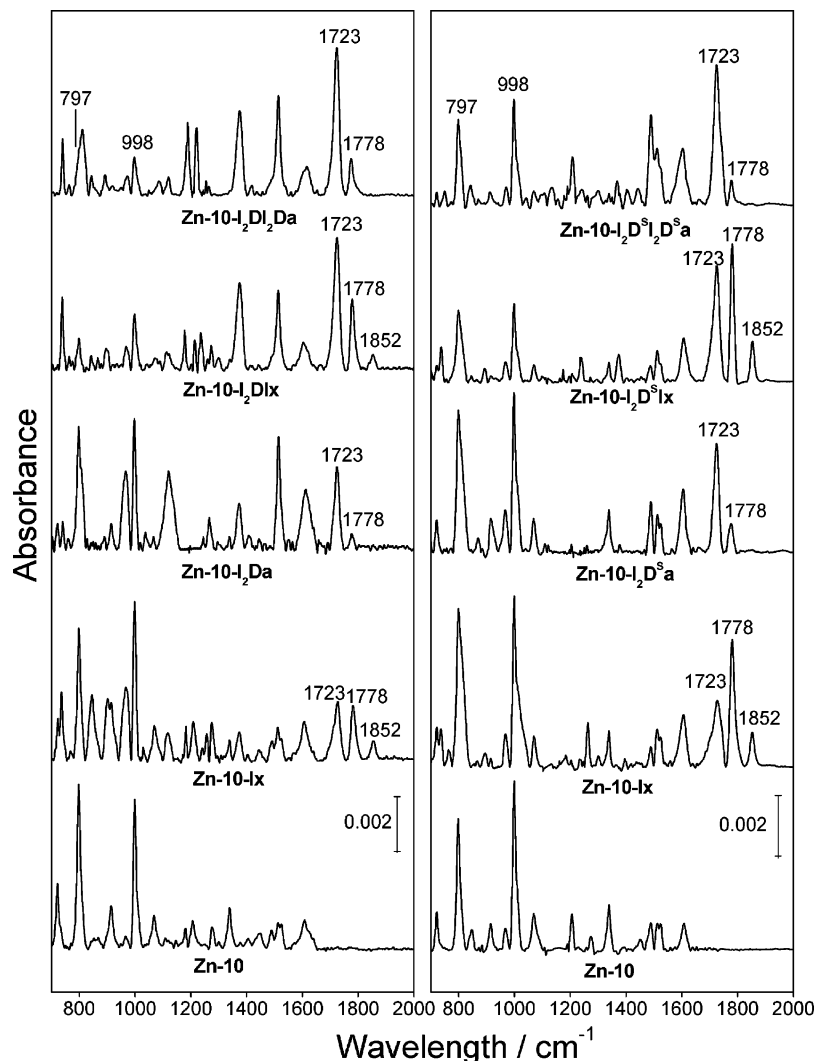 1723
797
998
1778
Zn-10-I₂DI₂Da
1723
1778
1852
Zn-10-I₂DIx
1723
1778
Zn-10-I₂Da
1723 1778
1852
Zn-10-Ix
0.002
Zn-10
800 1000 1200 1400 1600 1800 2000
1723
998
797
1778
Zn-10-I₂DˢI₂Dˢa
1778
1723
1852
Zn-10-I₂DˢIx
1723
1778
Zn-10-I₂Dˢa
1778
1723
1852
Zn-10-Ix
0.002
Zn-10
800 1000 1200 1400 1600 1800 2000
Absorbance
Wavelength / cm⁻¹